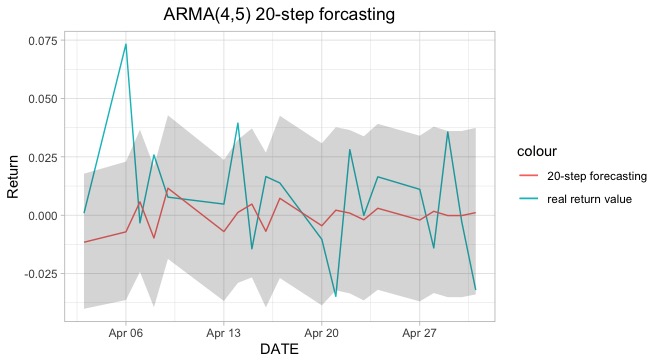 ARMA(4,5) 20-step forcasting
0.075
0.050
0.025
0.000
-0.025
Return
Apr 06
Apr 13
Apr 20
Apr 27
DATE
colour
20-step forecasting
real return value